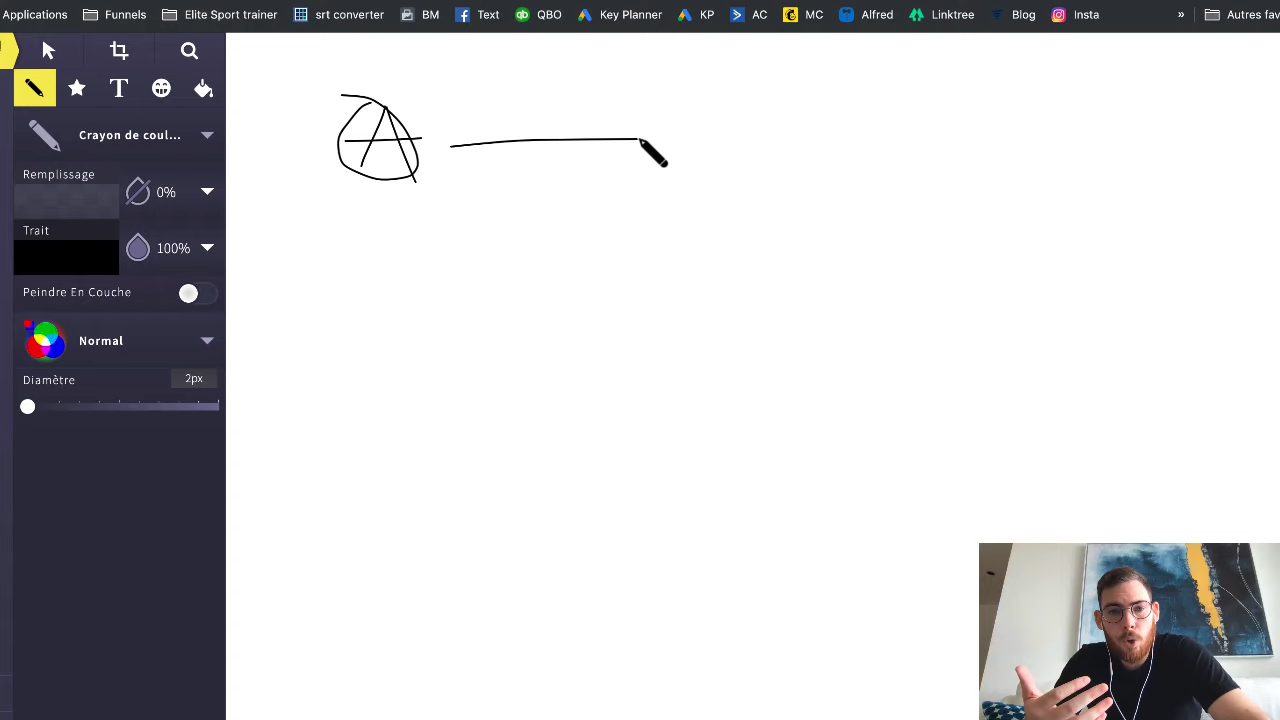 Applications Funnels Elite Sport trainer srt converter BM Text QBO Key Planner KP AC MC Alfred Linktree Blog Insta » Autres fav
T
Crayon de coul...
Remplissage
0%
Trait
100%
Peindre En Couche
Normal
Diamètre
2px
A